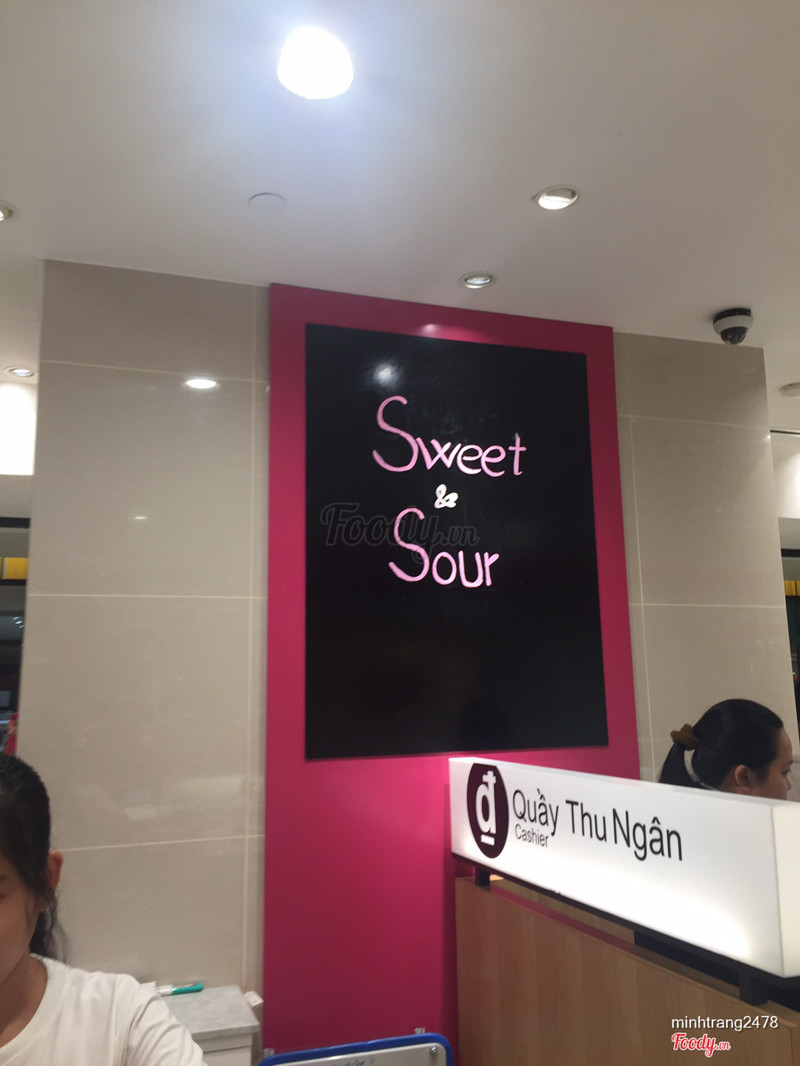 Sweet
&
Sour
Foody.vn
đ Quầy Thu Ngân
Cashier
minhtrang2478
Foody.vn